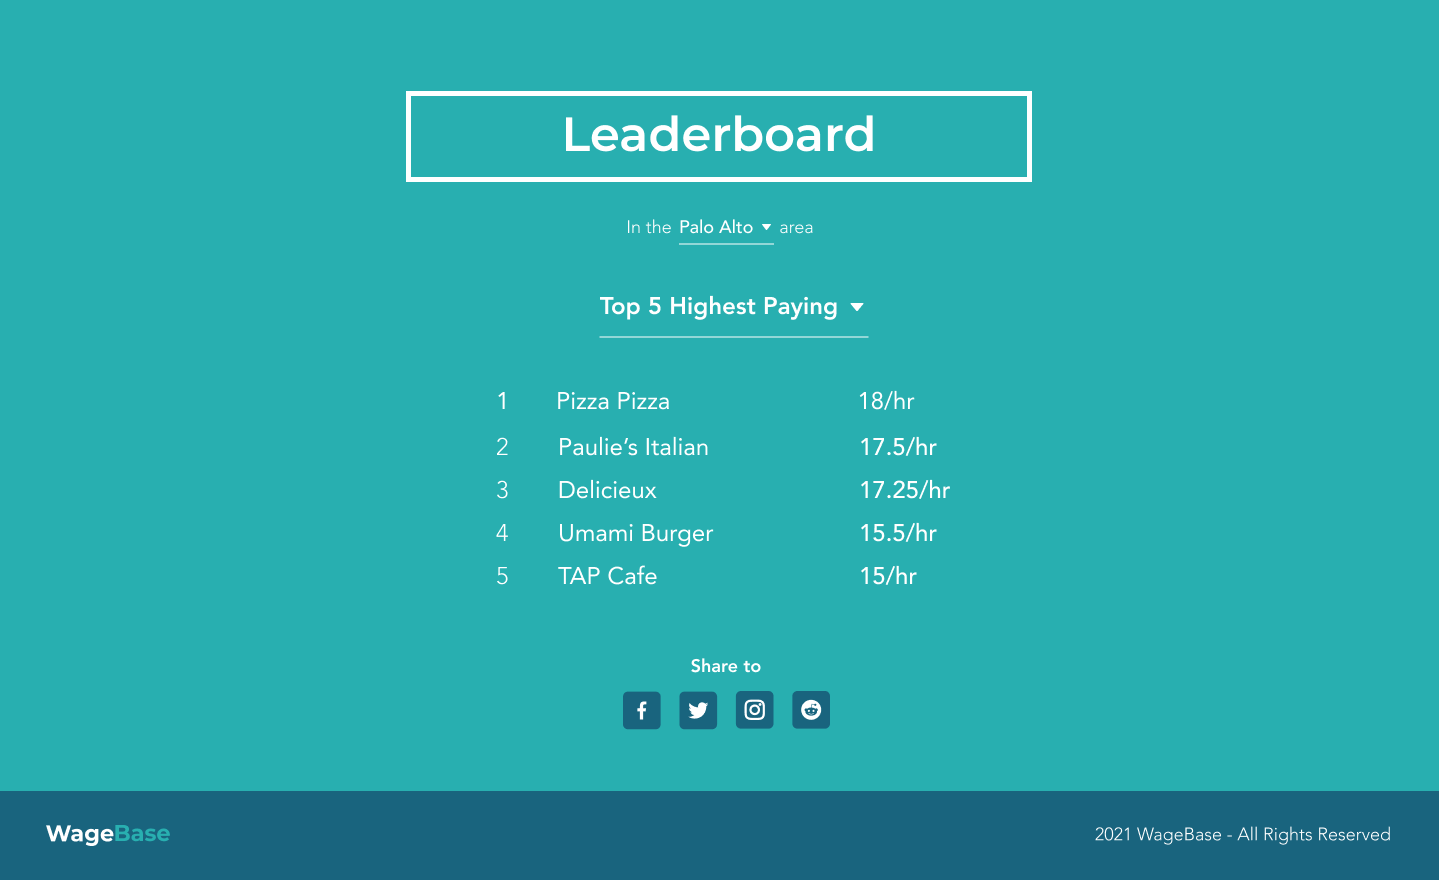 Leaderboard
In the Palo Alto area
Top 5 Highest Paying
1 Pizza Pizza 18/hr
2 Paulie’s Italian 17.5/hr
3 Delicieux 17.25/hr
4 Umami Burger 15.5/hr
5 TAP Cafe 15/hr
Share to
WageBase 2021 WageBase - All Rights Reserved